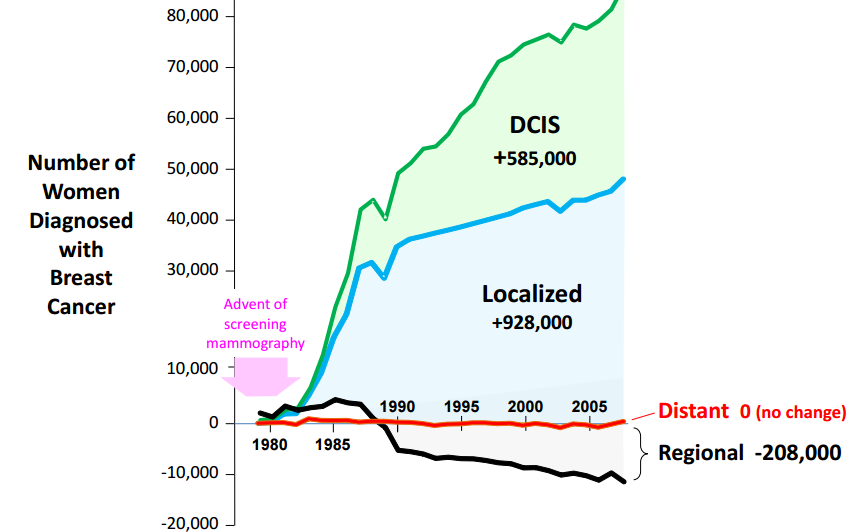 80,000
70,000
60,000
50,000
40,000
30,000
10,000
0
-10,000
-20,000
Number of
Women
Diagnosed
with
Breast
Cancer
Advent of
screening
mammography
DCIS
+585,000
Localized
+928,000
1980
1985
1990
1995
2000
2005
Distant 0 (no change)
Regional -208,000